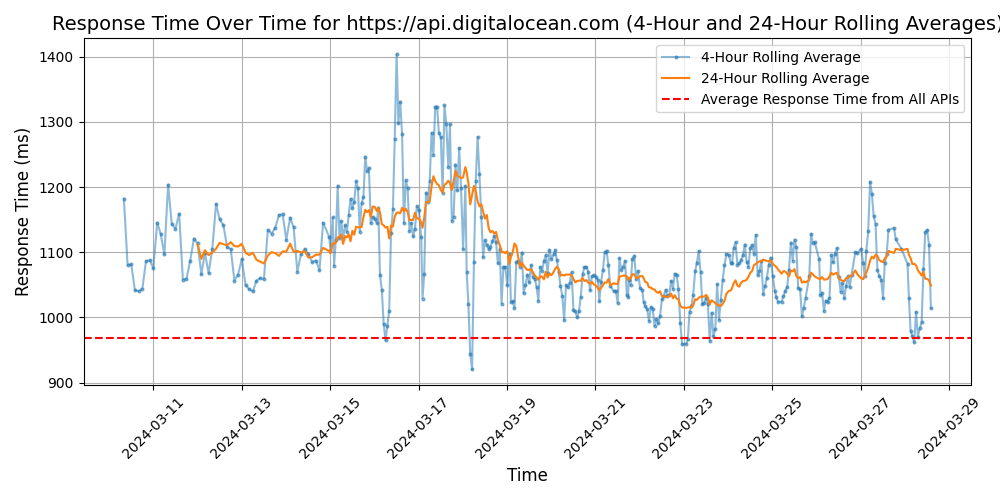 Response Time Over Time for https://api.digitalocean.com (4-Hour and 24-Hour Rolling Averages)
4-Hour Rolling Average
24-Hour Rolling Average
Average Response Time from All APIs
Response Time (ms)
1400
1300
1200
1100
1000
900
2024-03-11
2024-03-13
2024-03-15
2024-03-17
2024-03-19
2024-03-21
2024-03-23
2024-03-25
2024-03-27
2024-03-29
Time